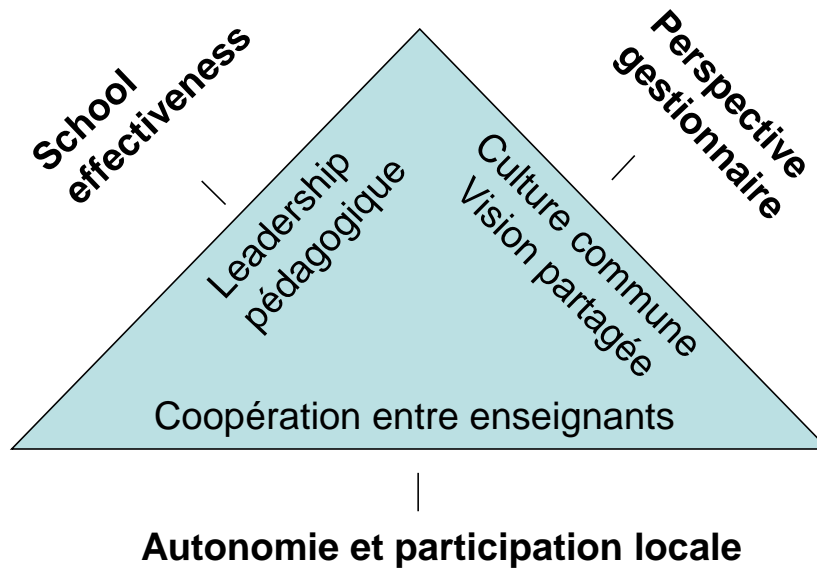 School
effectiveness
Perspective
gestionnaire
Leadership
pédagogique
Culture commune
Vision partagée
Coopération entre enseignants
Autonomie et participation locale